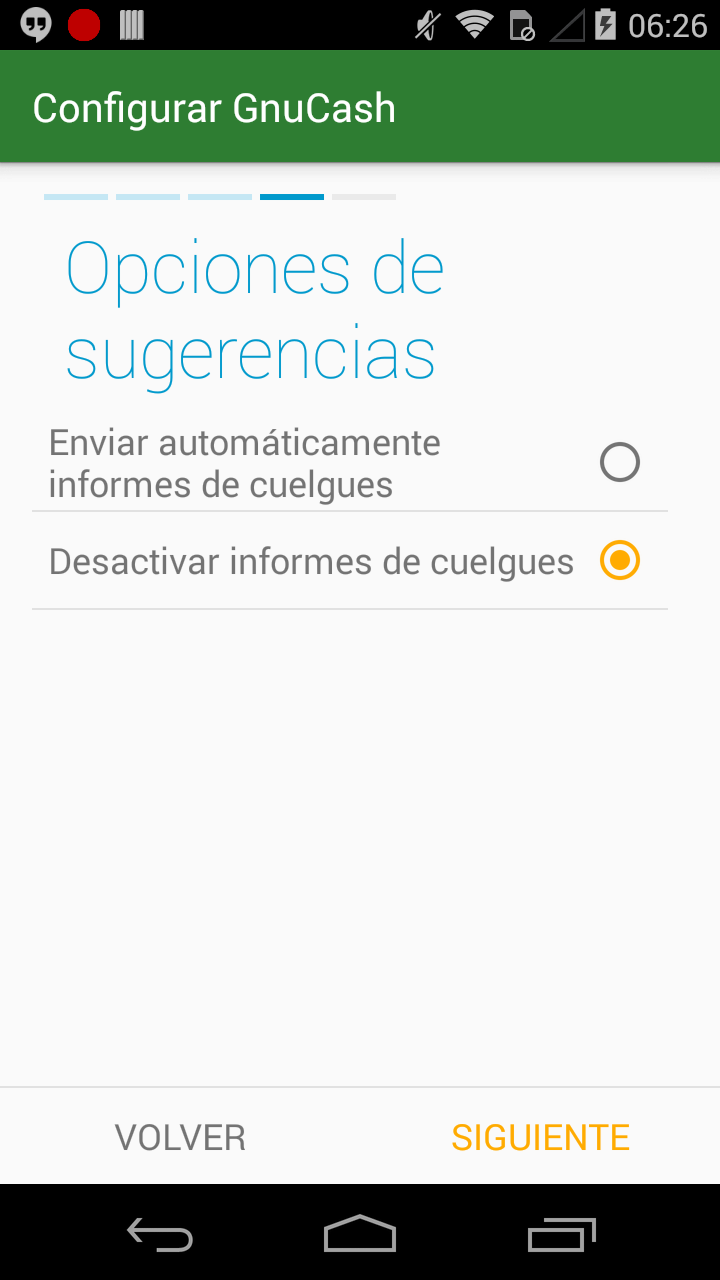 06:26
Configurar GnuCash
Opciones de
sugerencias
Enviar automáticamente
informes de cuelgues
Desactivar informes de cuelgues
VOLVER
SIGUIENTE